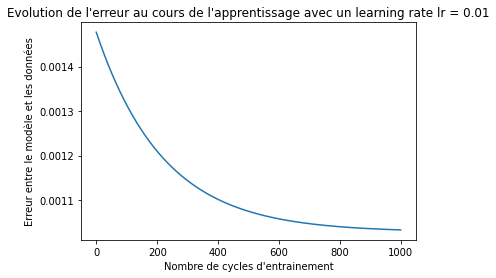 Evolution de l'erreur au cours de l'apprentissage avec un learning rate lr = 0.01
Erreur entre le modèle et les données
0.0014
0.0013
0.0012
0.0011
0 200 400 600 800 1000
Nombre de cycles d'entrainement